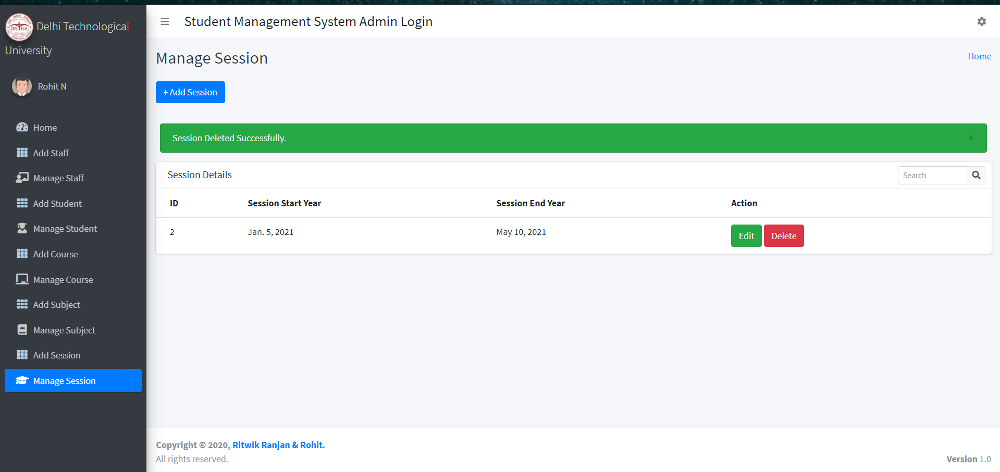 Delhi Technological
University
Rohit N
Home
Add Staff
Manage Staff
Add Student
Manage Student
Add Course
Manage Course
Add Subject
Manage Subject
Add Session
Manage Session
Student Management System Admin Login
Manage Session
Home
+ Add Session
Session Deleted Successfully.
×
Session Details
Search
ID Session Start Year Session End Year Action
2 Jan. 5, 2021 May 10, 2021 Edit Delete
Copyright © 2020, Ritwik Ranjan & Rohit.
All rights reserved.
Version 1.0